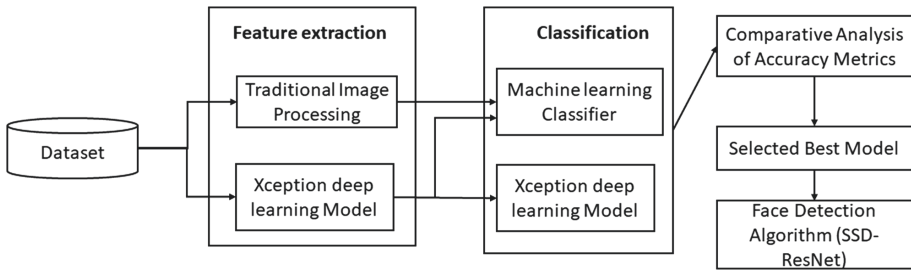 Feature extraction
Traditional Image
Processing
Xception deep
learning Model
Dataset
Classification
Machine learning
Classifier
Xception deep
learning Model
Comparative Analysis
of Accuracy Metrics
Selected Best Model
Face Detection
Algorithm (SSD-
ResNet)